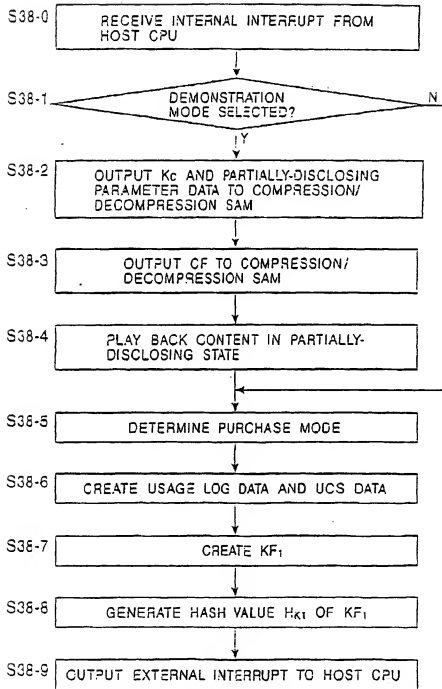 S38-0
RECEIVE INTERNAL INTERRUPT FROM
HOST CPU
S38-1
DEMONSTRATION
MODE SELECTED?
N
Y
S38-2
OUTPUT Kc AND PARTIALLY-DISCLOSING
PARAMETER DATA TO COMPRESSION/
DECOMPRESSION SAM
S38-3
OUTPUT CF TO COMPRESSION/
DECOMPRESSION SAM
S38-4
PLAY BACK CONTENT IN PARTIALLY-
DISCLOSING STATE
S38-5
DETERMINE PURCHASE MODE
S38-6
CREATE USAGE LOG DATA AND UCS DATA
S38-7
CREATE KF₁
S38-8
GENERATE HASH VALUE H_K1 OF KF₁
S38-9
OUTPUT EXTERNAL INTERRUPT TO HOST CPU